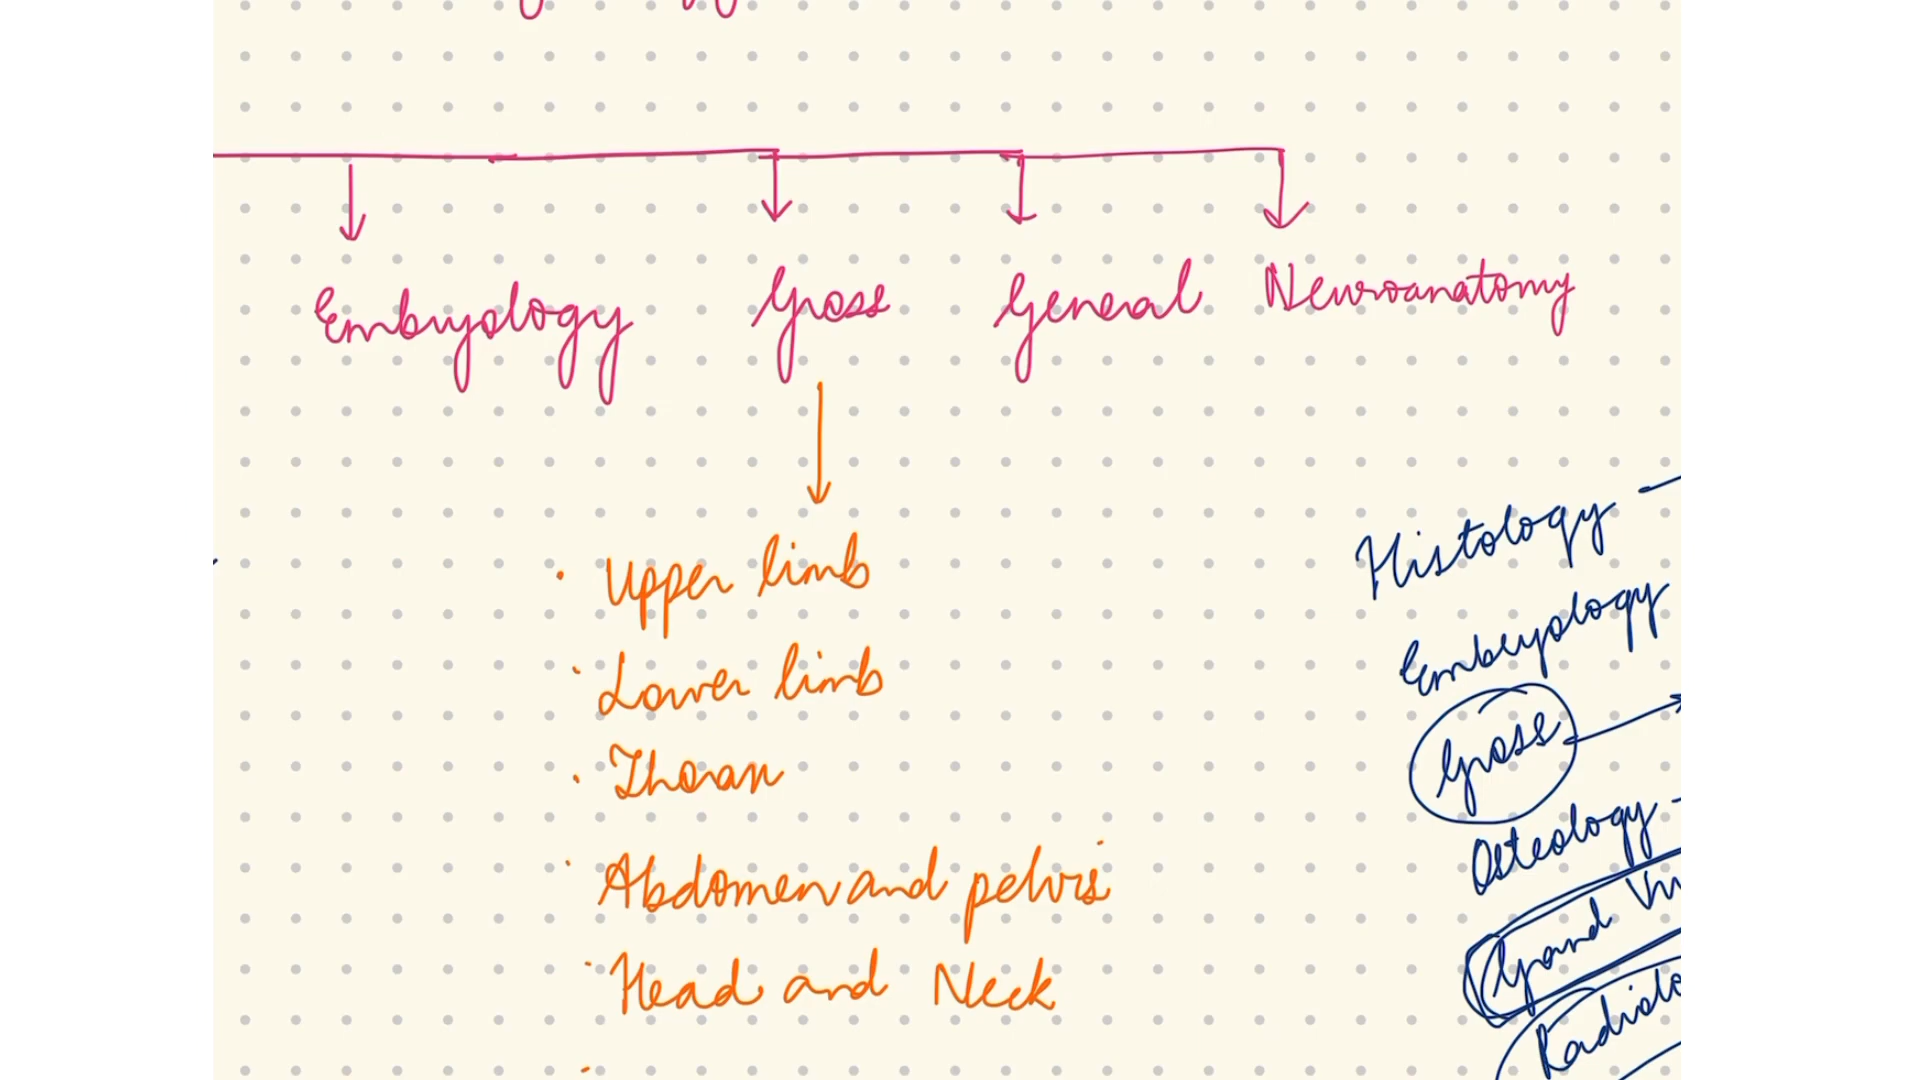 Embryology Gross General Neuroanatomy
Upper limb
Lower limb
Thorax
Abdomen and pelvis
Head and Neck
Histology
Embryology
Gross
Osteology
Grand